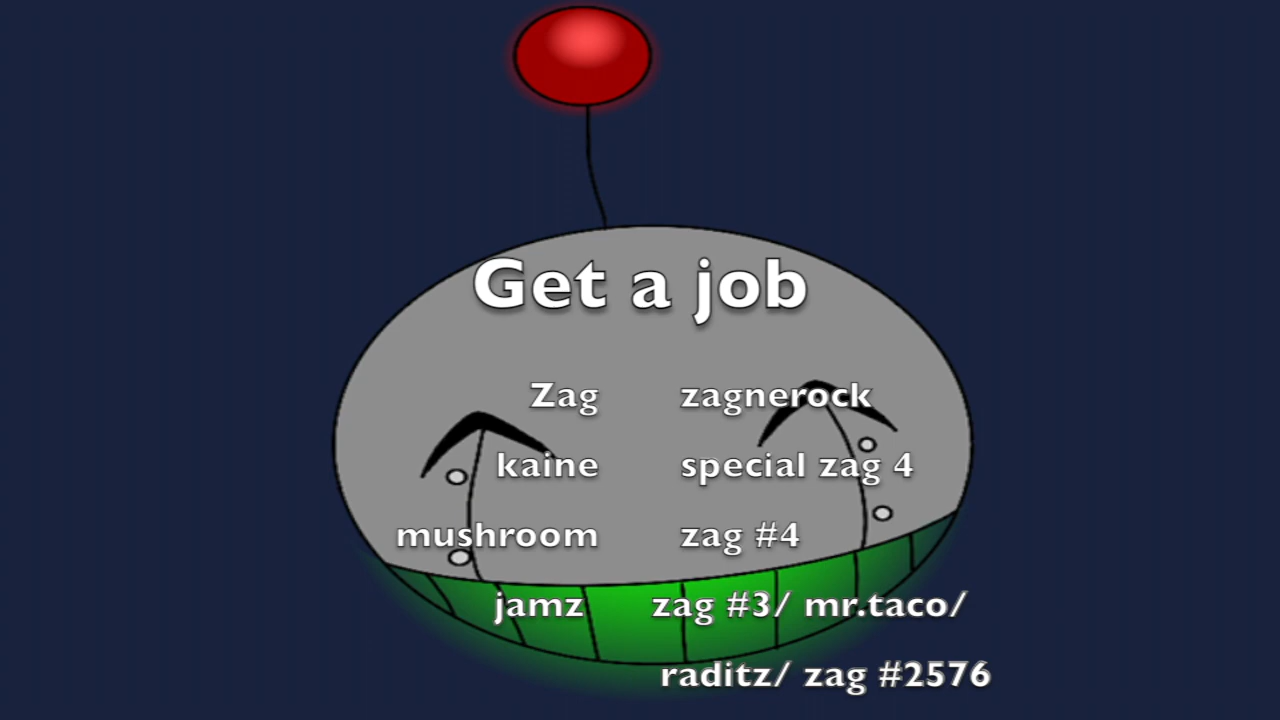 Get a job
Zag zagnerock
kaine special zag 4
mushroom zag #4
jamz zag #3/ mr.taco/
raditz/ zag #2576